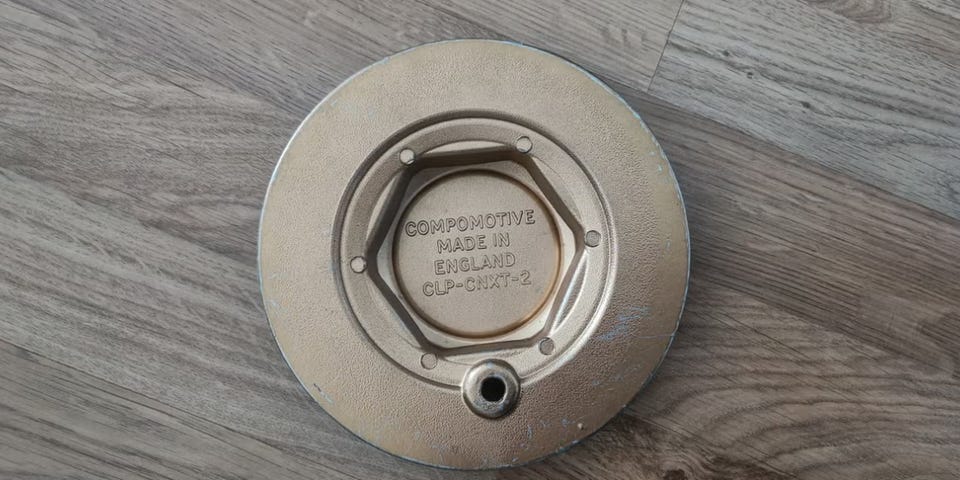 COMPOMOTIVE
MADE IN
ENGLAND
CLP-CNXT-2